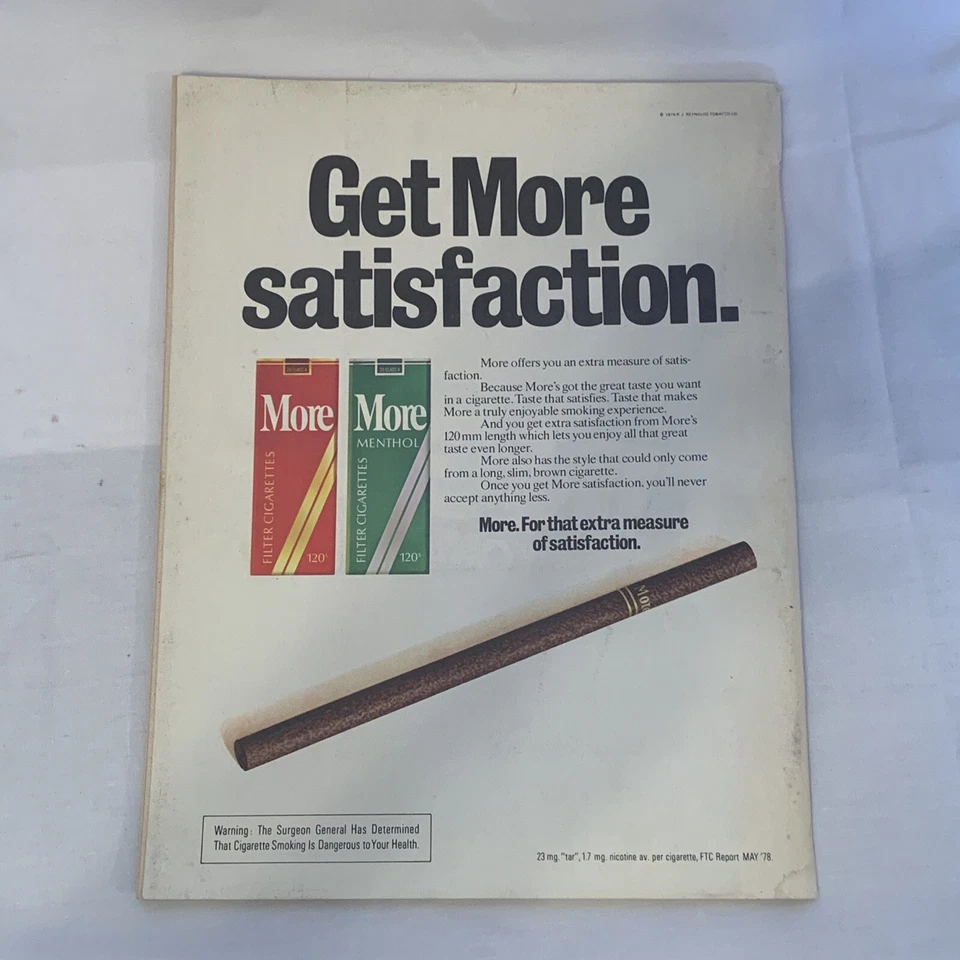 Get More
satisfaction.
More
FILTER CIGARETTES
120s
More
MENTHOL
FILTER CIGARETTES
120s
More offers you an extra measure of satis-
faction.
Because More's got the great taste you want
in a cigarette. Taste that satisfies. Taste that makes
More a truly enjoyable smoking experience.
And you get extra satisfaction from More's
120mm length which lets you enjoy all that great
taste even longer.
More also has the style that could only come
from a long, slim, brown cigarette.
Once you get More satisfaction, you'll never
accept anything less.
More. For that extra measure
of satisfaction.
More
Warning: The Surgeon General Has Determined
That Cigarette Smoking Is Dangerous to Your Health.
23 mg. "tar", 1.7 mg. nicotine av. per cigarette, FTC Report MAY '78.